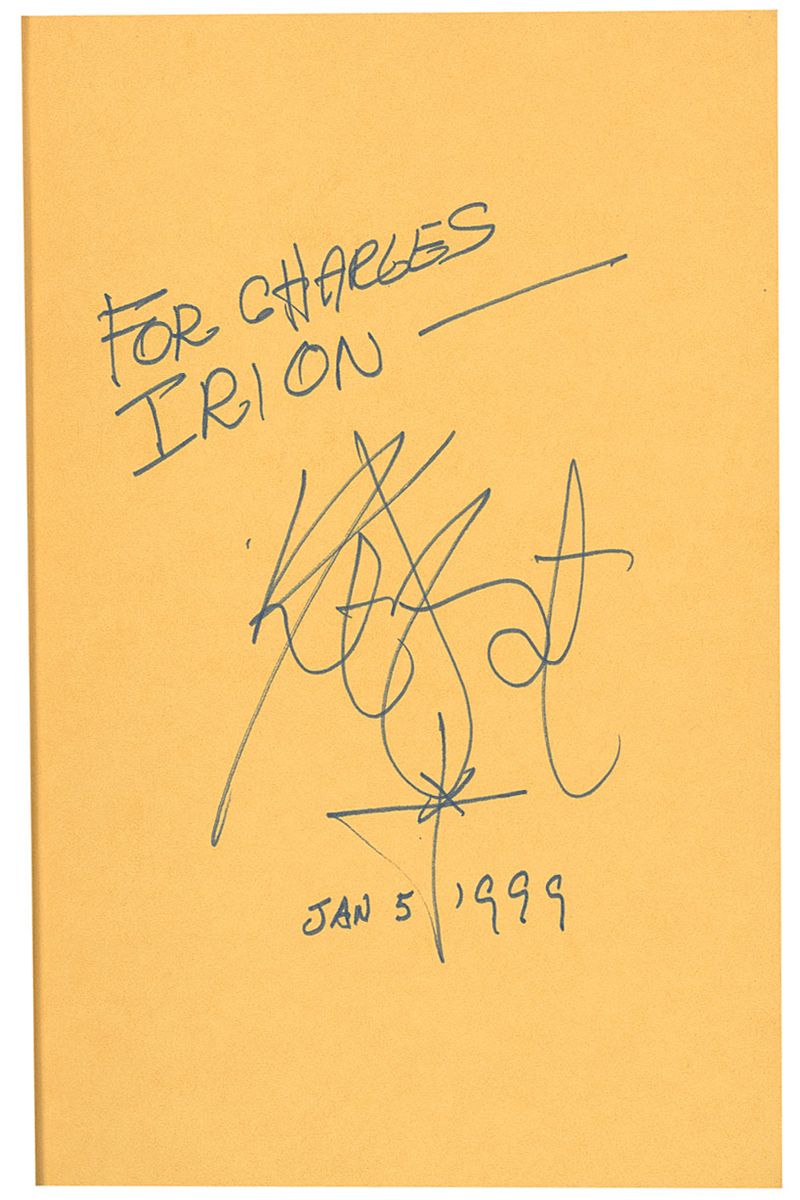 FOR CHARLES
IRION —
JAN 5 1999